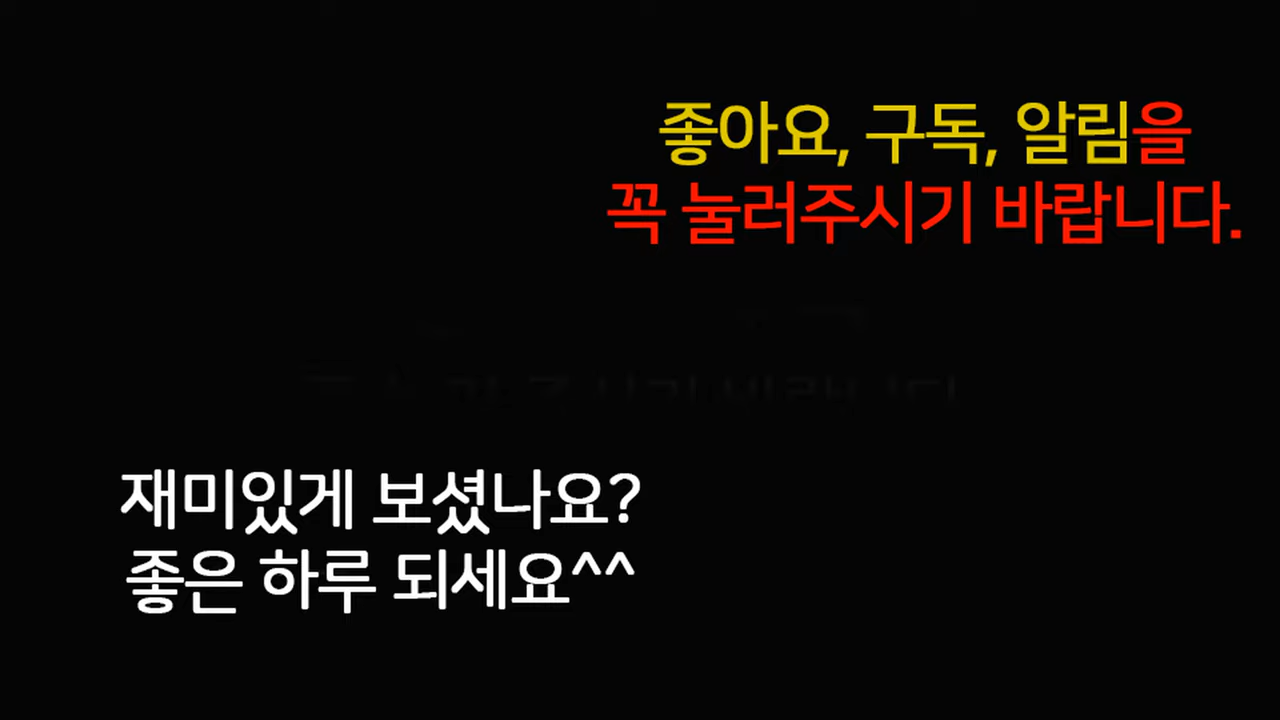 좋아요, 구독, 알림을
꼭 눌러주시기 바랍니다.
재미있게 보셨나요?
좋은 하루 되세요^^